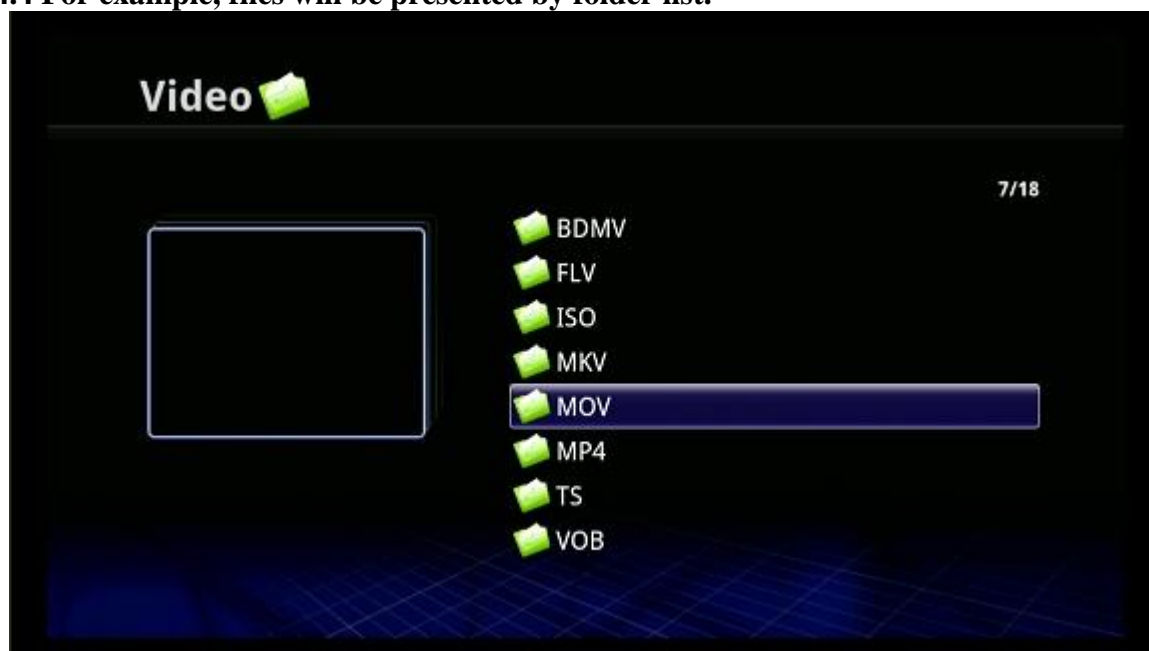 For example, files will be presented by folder list.
Video
7/18
BDMV
FLV
ISO
MKV
MOV
MP4
TS
VOB